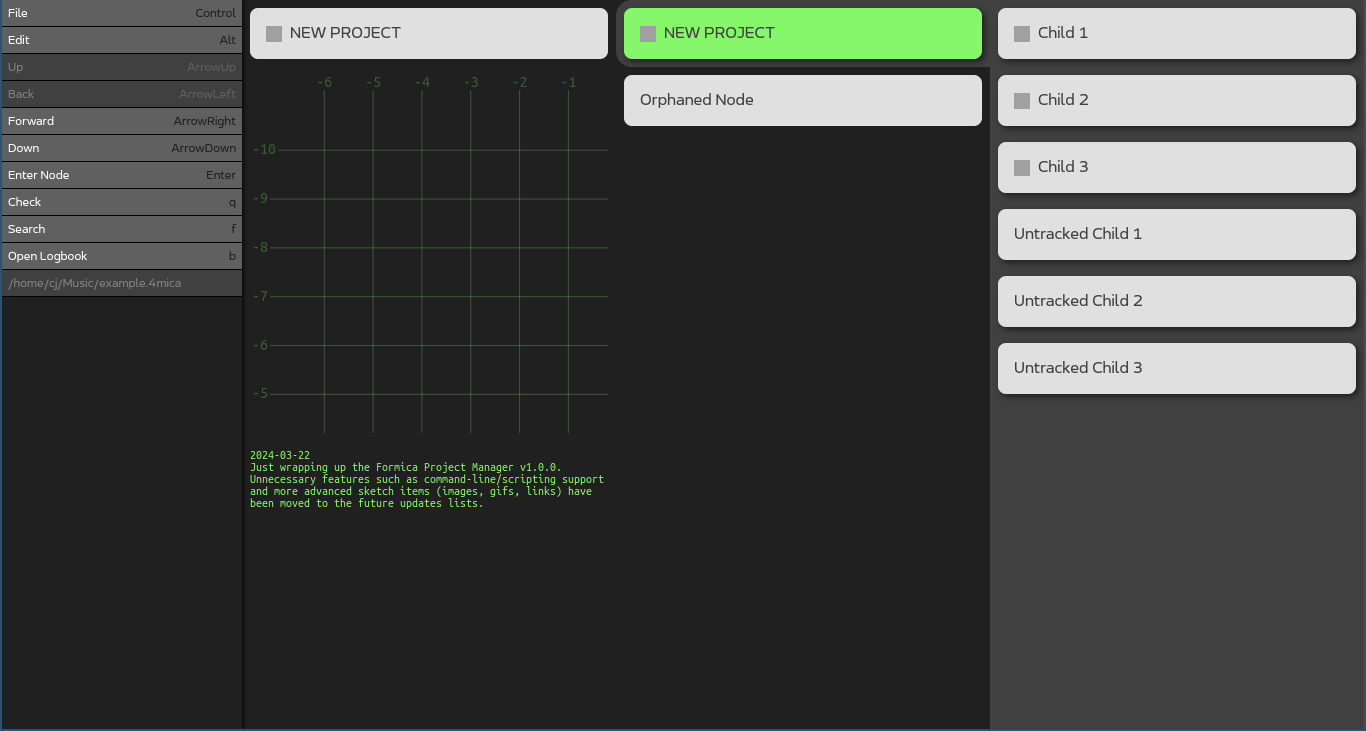 File Control
Edit Alt
Up ArrowUp
Back ArrowLeft
Forward ArrowRight
Down ArrowDown
Enter Node Enter
Check q
Search f
Open Logbook b
/home/cj/Music/example.4mica
NEW PROJECT
-6 -5 -4 -3 -2 -1
-10
-9
-8
-7
-6
-5
2024-03-22
Just wrapping up the Formica Project Manager v1.0.0.
Unnecessary features such as command-line/scripting support
and more advanced sketch items (images, gifs, links) have
been moved to the future updates lists.
NEW PROJECT
Orphaned Node
Child 1
Child 2
Child 3
Untracked Child 1
Untracked Child 2
Untracked Child 3